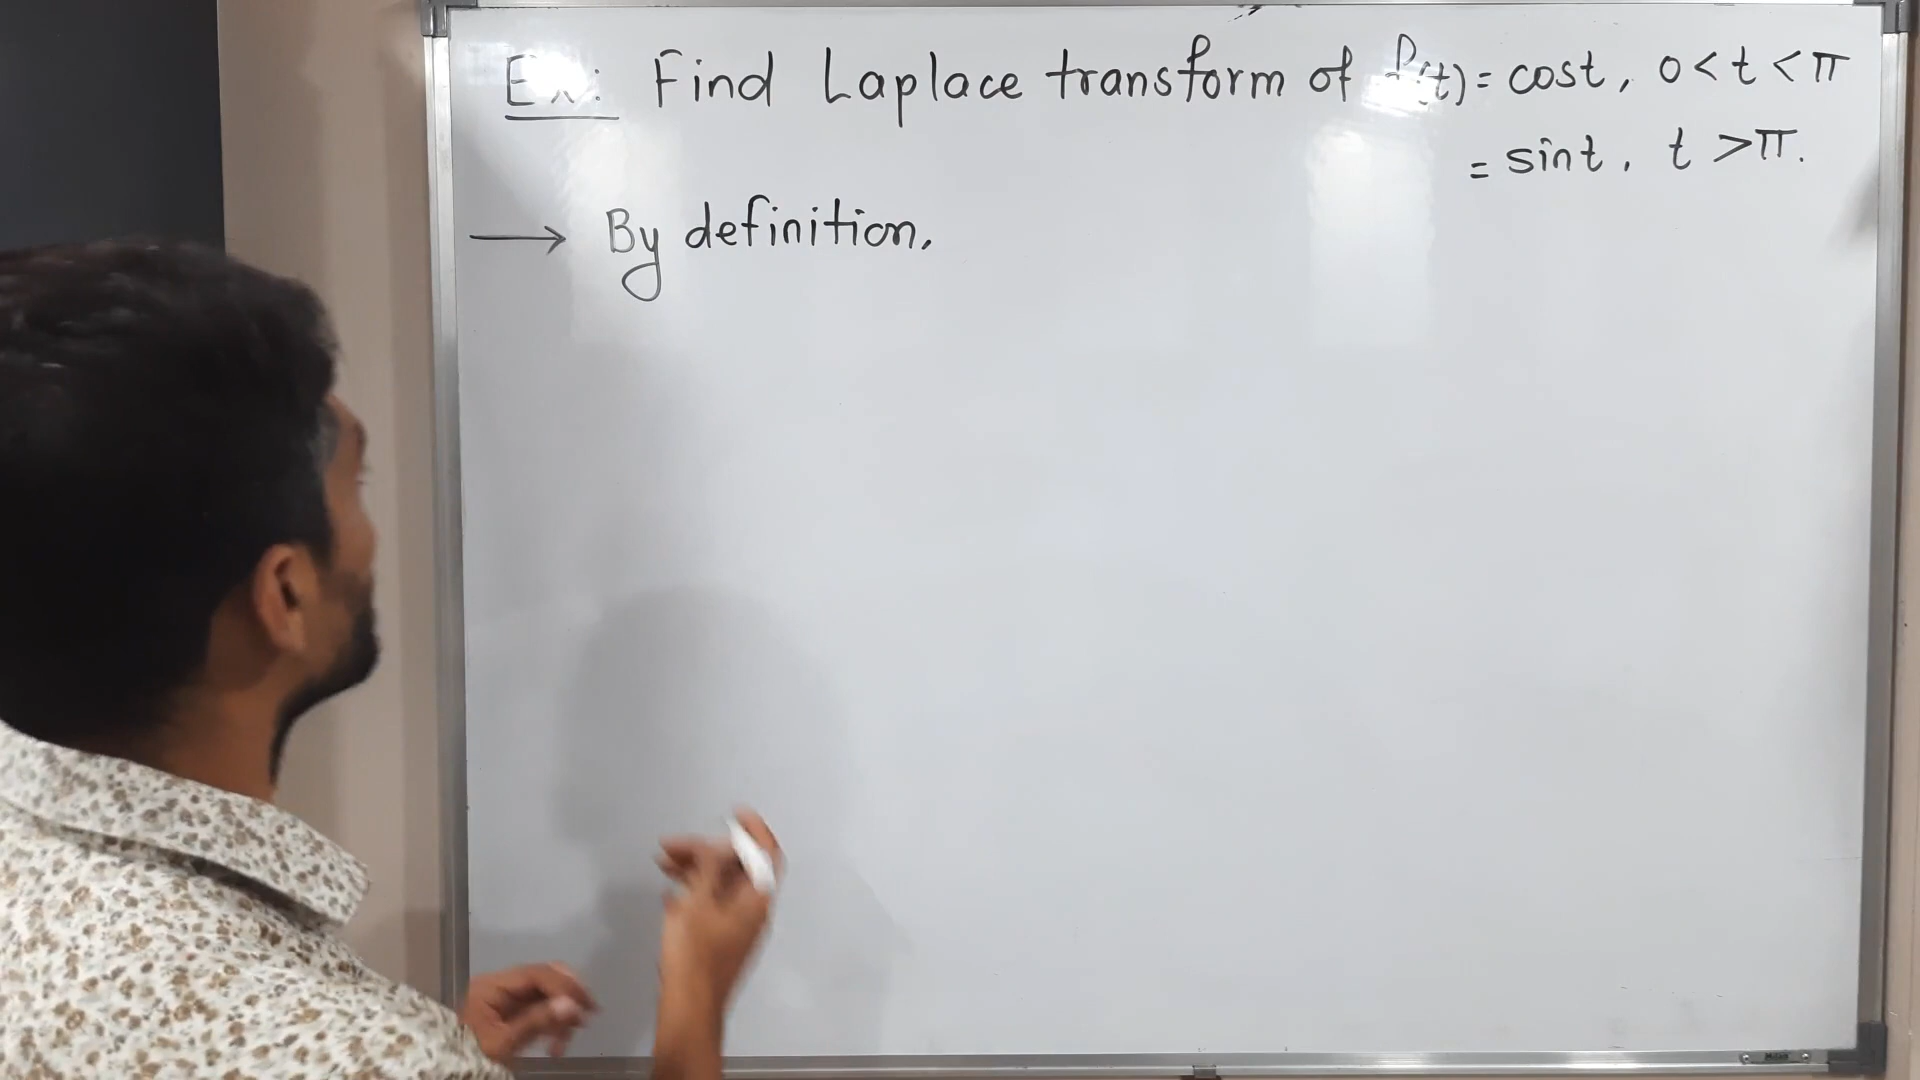 Ex: Find Laplace transform of f(t) = cost, 0 < t < π
= sint, t > π.
→ By definition,